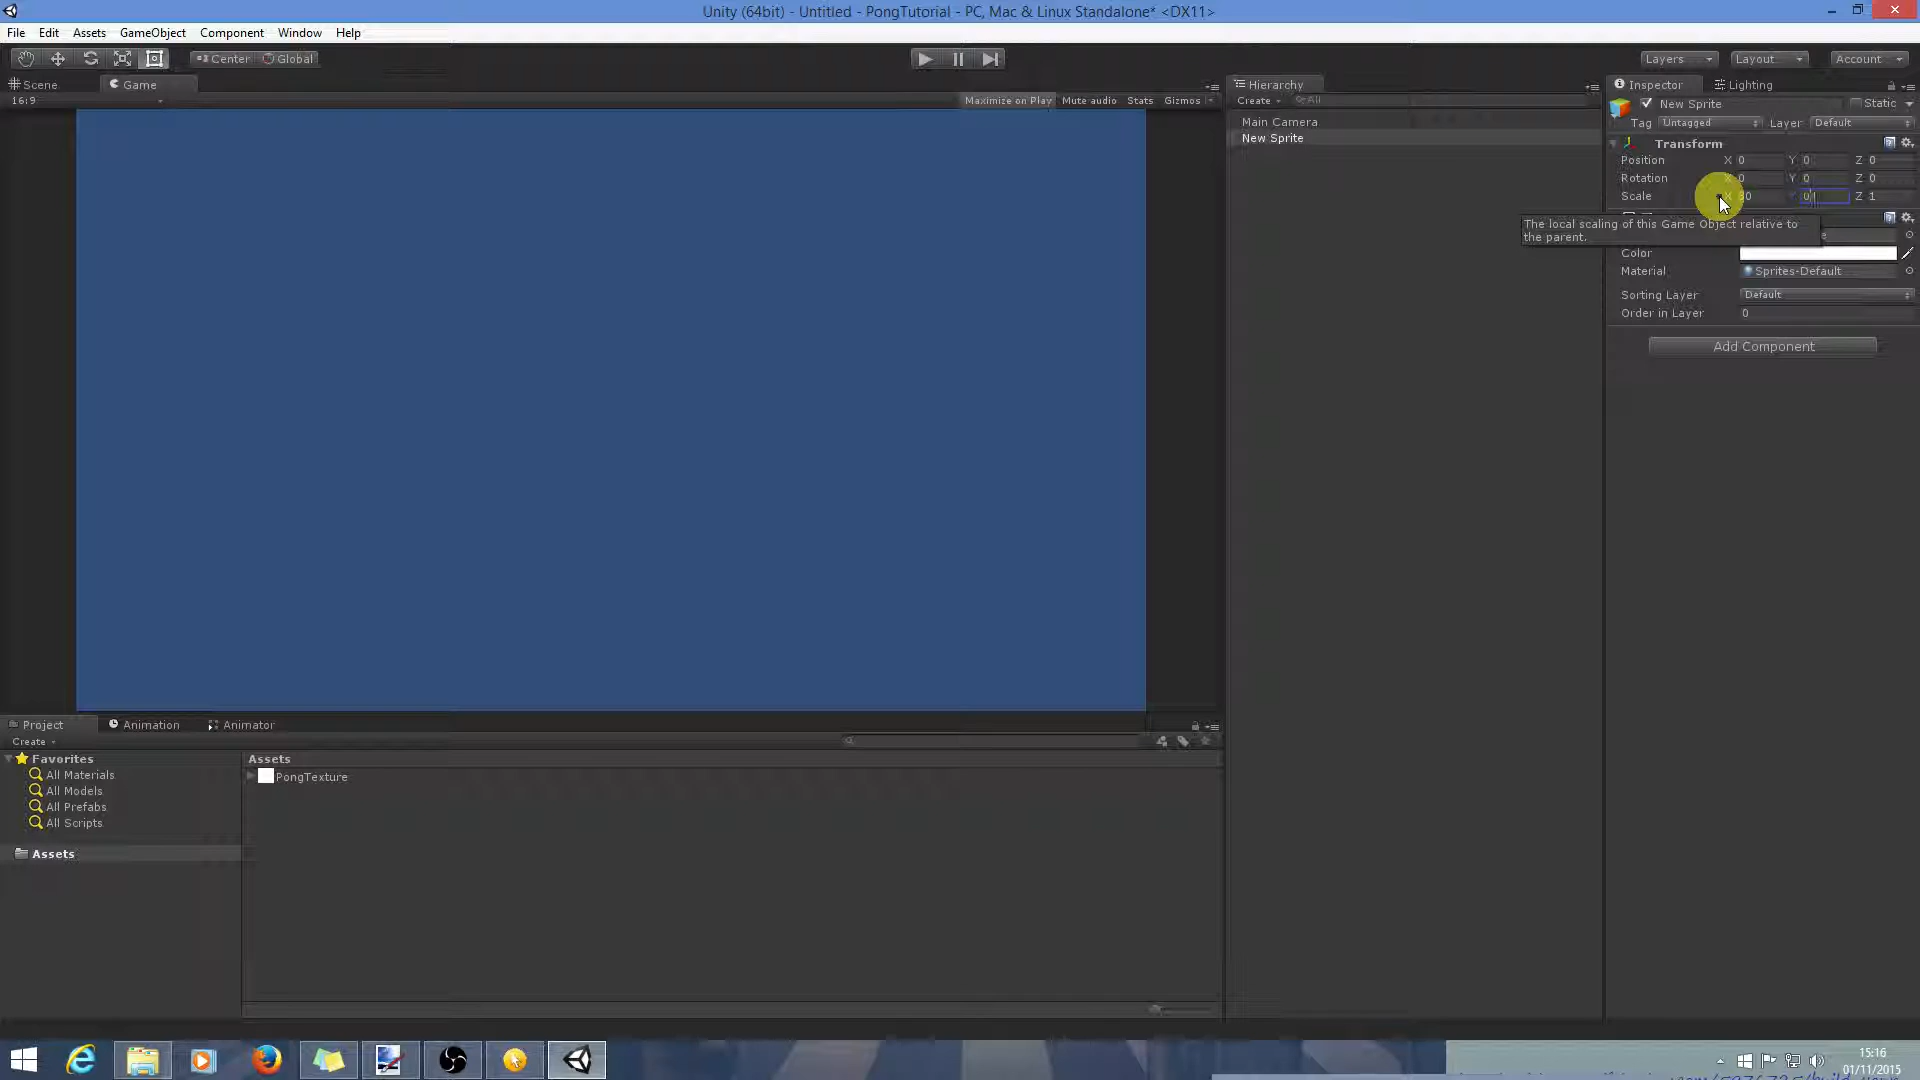 Unity (64bit) - Untitled - PongTutorial - PC, Mac & Linux Standalone* <DX11>
File Edit Assets GameObject Component Window Help
Center Global Layers Layout Account
Scene Game Hierarchy Inspector Lighting
16:9 Maximize on Play Mute audio Stats Gizmos Create All New Sprite Static
Main Camera Tag Untagged Layer Default
New Sprite Transform
Position X 0 Y 0 Z 0
Rotation X 0 Y 0 Z 0
Scale X Y Z 1
The local scaling of this Game Object relative to
the parent.
Color
Material Sprites-Default
Sorting Layer Default
Order in Layer 0
Add Component
Project Animation Animator
Create
Favorites Assets
All Materials PongTexture
All Models
All Prefabs
All Scripts
Assets
15:16
01/11/2015